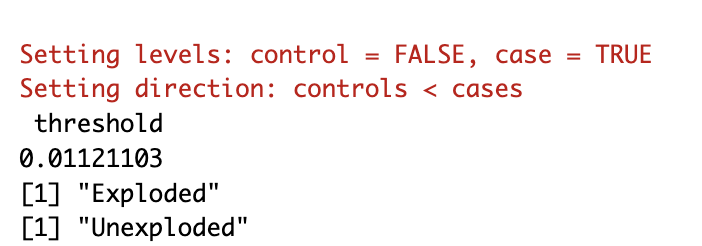 Setting levels: control = FALSE, case = TRUE
Setting direction: controls < cases
 threshold
0.01121103
[1] "Exploded"
[1] "Unexploded"